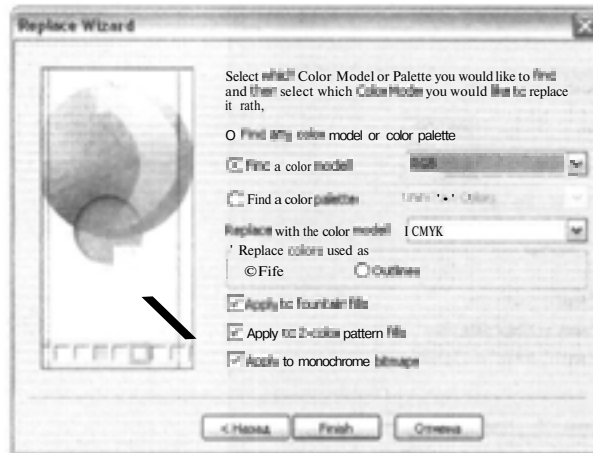 Replace Wizard
Select which Color Model or Palette you would like to find
and then select which Color Model you would like to replace
it rath,
O Find any color model or color palette
Find a color model
RGB
Find a color palette
Replace with the color model I CMYK
' Replace colors used as
©Fife Outlines
Apply to fountain fills
Apply to 2-color pattern fills
Apply to monochrome bitmaps
< Назад Finish Отмена